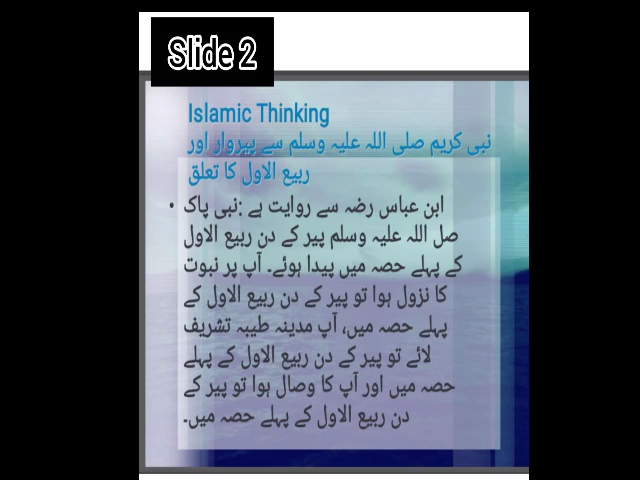 Slide 2
Islamic Thinking
نبی کریم صلی اللہ علیہ وسلم سے پیروار اور
ربیع الاول کا تعلق
• ابن عباس رضہ سے روایت ہے :نبی پاک
صل اللہ علیہ وسلم پیر کے دن ربیع الاول
کے پہلے حصہ میں پیدا ہوئے۔ آپ پر نبوت
کا نزول ہوا تو پیر کے دن ربیع الاول کے
پہلے حصہ میں، آپ مدینہ طیبہ تشریف
لائے تو پیر کے دن ربیع الاول کے پہلے
حصہ میں اور آپ کا وصال ہوا تو پیر کے
دن ربیع الاول کے پہلے حصہ میں۔